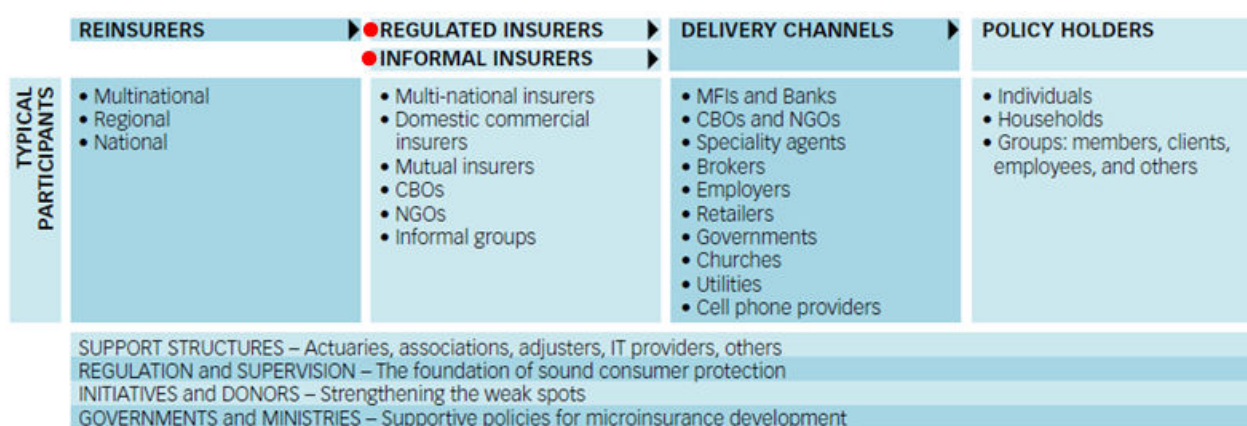 REINSURERS
REGULATED INSURERS
INFORMAL INSURERS
DELIVERY CHANNELS
POLICY HOLDERS
TYPICAL
PARTICIPANTS
• Multinational
• Regional
• National
• Multi-national insurers
• Domestic commercial
insurers
• Mutual insurers
• CBOs
• NGOs
• Informal groups
• MFIs and Banks
• CBOs and NGOs
• Speciality agents
• Brokers
• Employers
• Retailers
• Governments
• Churches
• Utilities
• Cell phone providers
• Individuals
• Households
• Groups: members, clients,
employees, and others
SUPPORT STRUCTURES – Actuaries, associations, adjusters, IT providers, others
REGULATION and SUPERVISION – The foundation of sound consumer protection
INITIATIVES and DONORS – Strengthening the weak spots
GOVERNMENTS and MINISTRIES – Supportive policies for microinsurance development